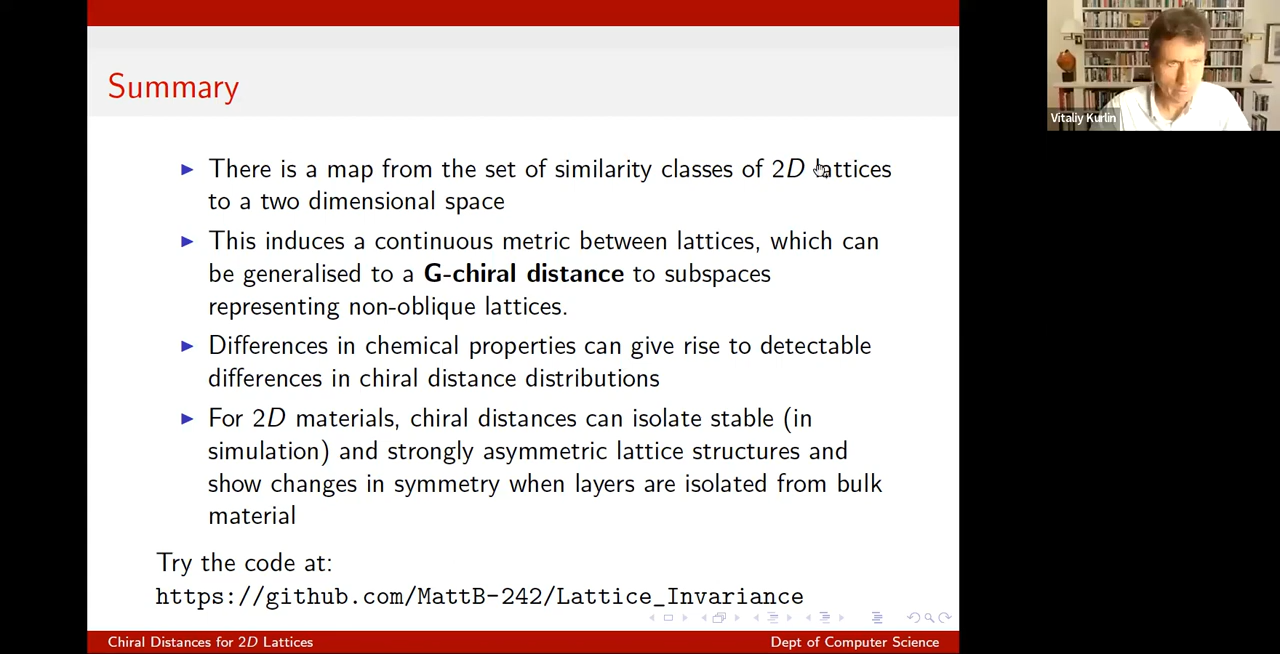 Summary
Vitaliy Kurlin
▶ There is a map from the set of similarity classes of 2D lattices
to a two dimensional space
▶ This induces a continuous metric between lattices, which can
be generalised to a G-chiral distance to subspaces
representing non-oblique lattices.
▶ Differences in chemical properties can give rise to detectable
differences in chiral distance distributions
▶ For 2D materials, chiral distances can isolate stable (in
simulation) and strongly asymmetric lattice structures and
show changes in symmetry when layers are isolated from bulk
material
Try the code at:
https://github.com/MattB-242/Lattice_Invariance
Chiral Distances for 2D Lattices
Dept of Computer Science